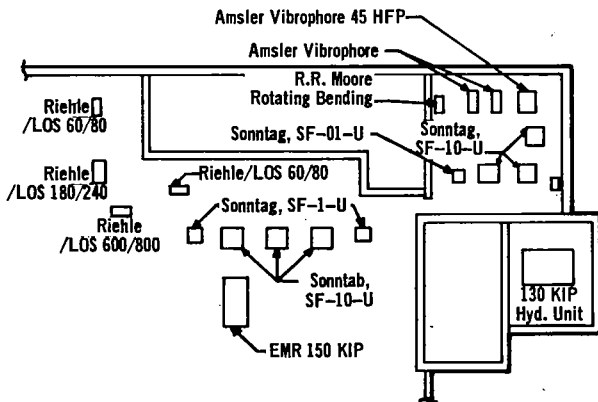 Amsler Vibrophore 45 HFP
Amsler Vibrophore
R.R. Moore
Rotating Bending
Riehle
/LOS 60/80
Sonntag, SF-01-U
Sonntag,
SF-10-U
Riehle
/LOS 180/240
Riehle/LOS 60/80
Riehle
/LOS 600/800
Sonntag, SF-1-U
Sonntab,
SF-10-U
130 KIP
Hyd. Unit
EMR 150 KIP